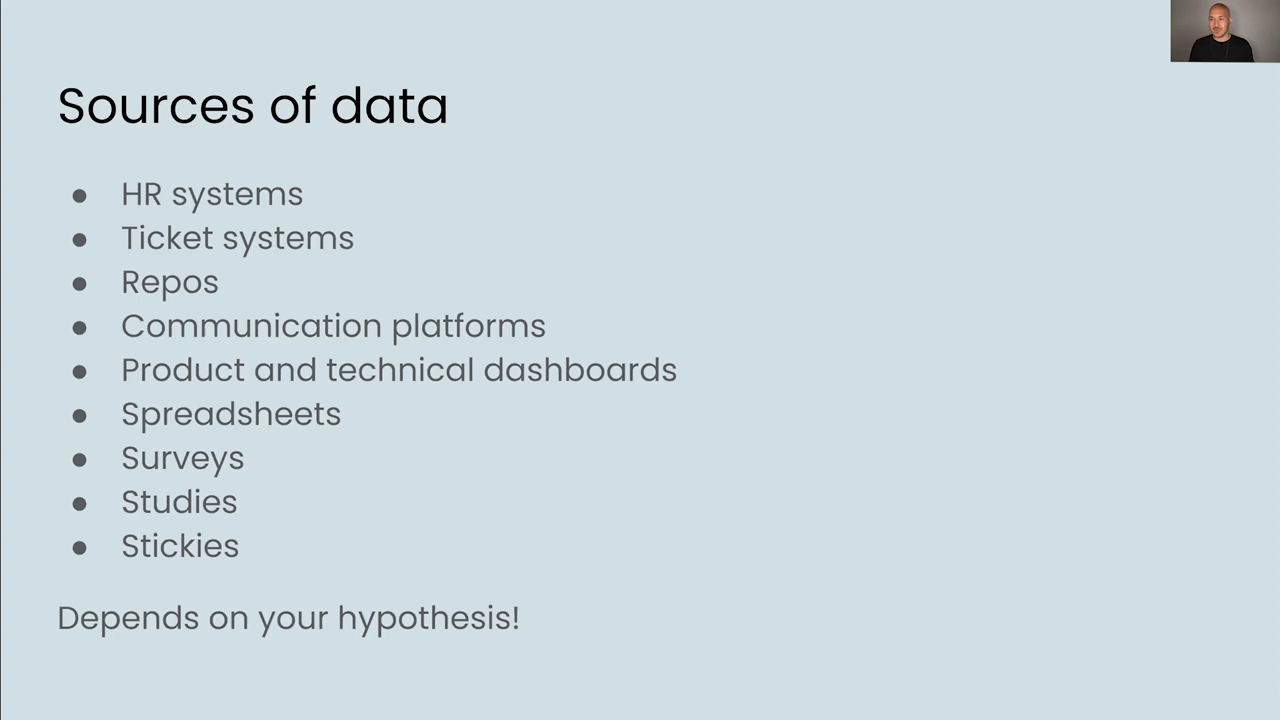 Sources of data
● HR systems
● Ticket systems
● Repos
● Communication platforms
● Product and technical dashboards
● Spreadsheets
● Surveys
● Studies
● Stickies
Depends on your hypothesis!